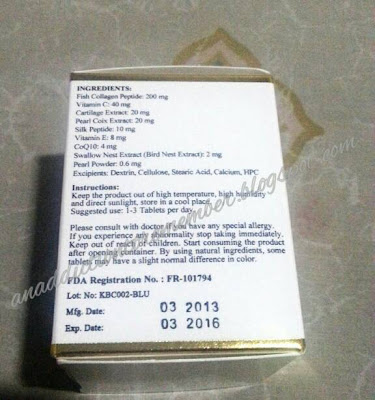 INGREDIENTS:
Fish Collagen Peptide: 200 mg
Vitamin C: 40 mg
Cartilage Extract: 20 mg
Pearl Coix Extract: 20 mg
Silk Peptide: 10 mg
Vitamin E: 8 mg
CoQ10: 4 mg
Swallow Nest Extract (Bird Nest Extract): 2 mg
Pearl Powder: 0.6 mg
Excipients: Dextrin, Cellulose, Stearic Acid, Calcium, HPC
Instructions:
Keep the product out of high temperature, high humidity
and direct sunlight, store in a cool place.
Suggested use: 1-3 Tablets per day.
Please consult with doctor if you have any special allergy.
If you experience any abnormality stop taking immediately.
Keep out of reach of children. Start consuming the product
after opening container. By using natural ingredients, some
tablets may have a slight normal difference in color.
FDA Registration No. : FR-101794
Lot: No: KBC002-BLU
Mfg. Date: 03 2013
Exp. Date: 03 2016